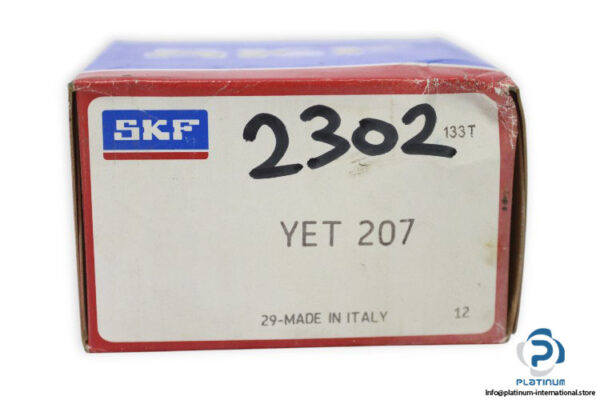 SKF
2302
133T
YET 207
29-MADE IN ITALY
12
PLATINUM
Info@platinum-international.store